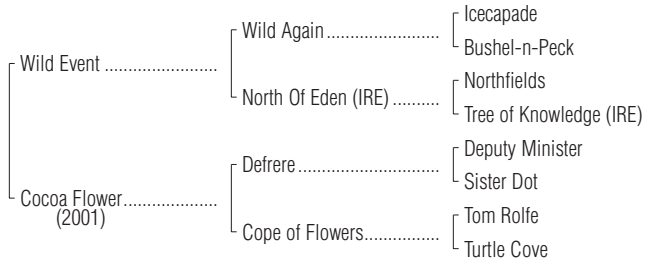 Icecapade
Wild Again
Bushel-n-Peck
Wild Event
Northfields
North Of Eden (IRE)
Tree of Knowledge (IRE)
Deputy Minister
Defrere
Sister Dot
Cocoa Flower
(2001)
Tom Rolfe
Cope of Flowers
Turtle Cove